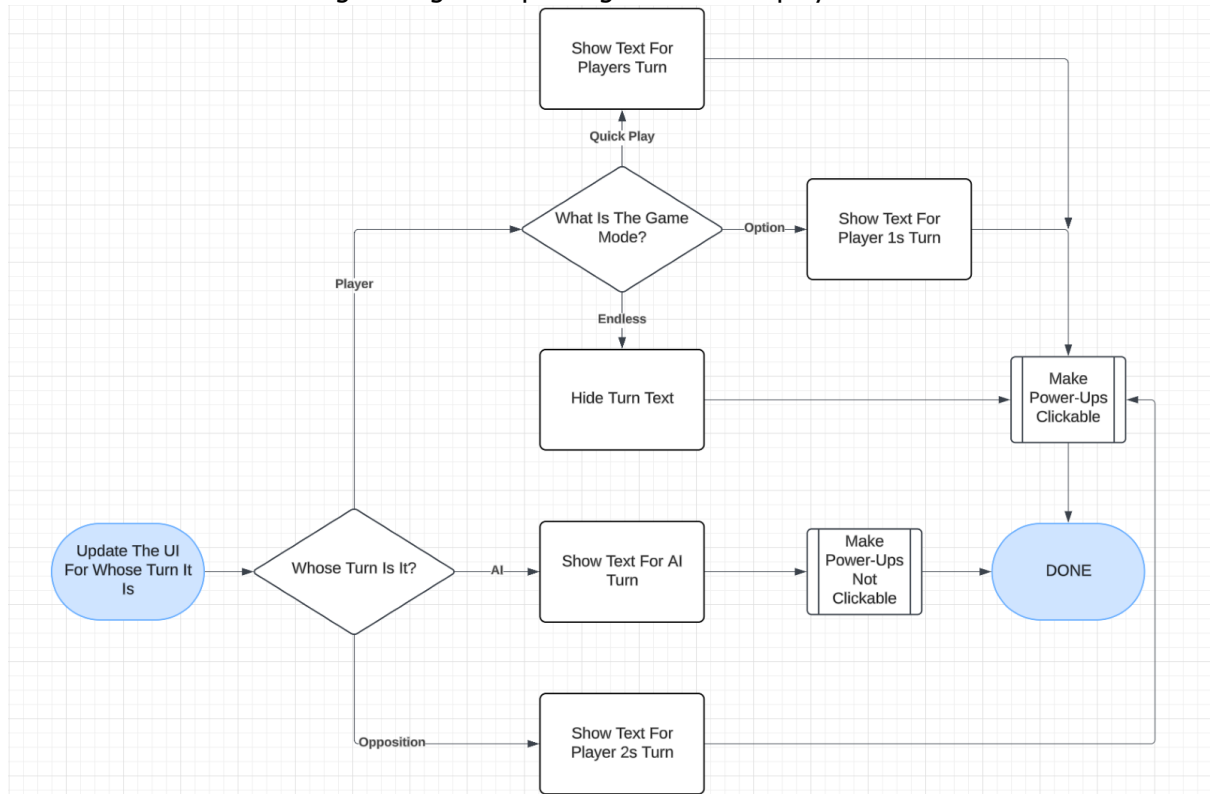 Show Text For
Players Turn
Quick Play
What Is The Game
Mode?
Option
Show Text For
Player 1s Turn
Player
Endless
Hide Turn Text
Make
Power-Ups
Clickable
Update The UI
For Whose Turn It
Is
Whose Turn Is It?
AI
Show Text For AI
Turn
Make
Power-Ups
Not
Clickable
DONE
Opposition
Show Text For
Player 2s Turn